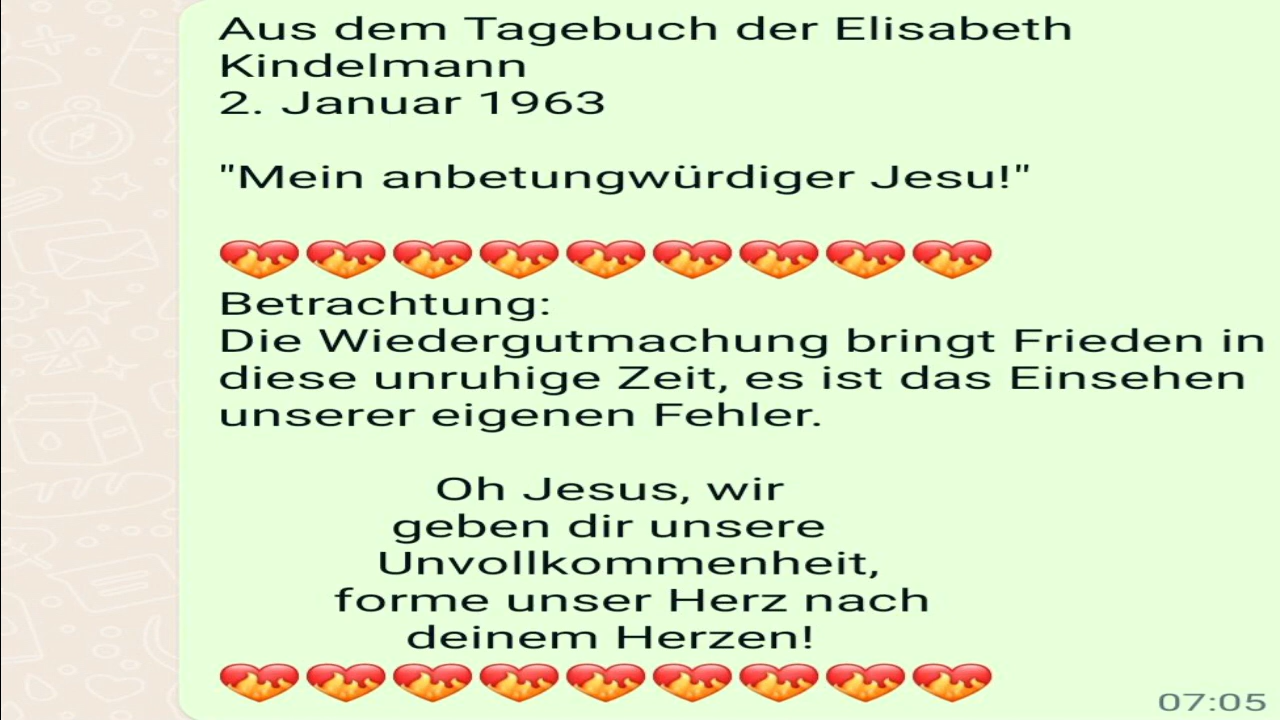 Aus dem Tagebuch der Elisabeth
Kindelmann
2. Januar 1963
"Mein anbetungwürdiger Jesu!"
❤️‍🔥❤️‍🔥❤️‍🔥❤️‍🔥❤️‍🔥❤️‍🔥❤️‍🔥❤️‍🔥❤️‍🔥
Betrachtung:
Die Wiedergutmachung bringt Frieden in
diese unruhige Zeit, es ist das Einsehen
unserer eigenen Fehler.
Oh Jesus, wir
geben dir unsere
Unvollkommenheit,
forme unser Herz nach
deinem Herzen!
❤️‍🔥❤️‍🔥❤️‍🔥❤️‍🔥❤️‍🔥❤️‍🔥❤️‍🔥❤️‍🔥❤️‍🔥
07:05